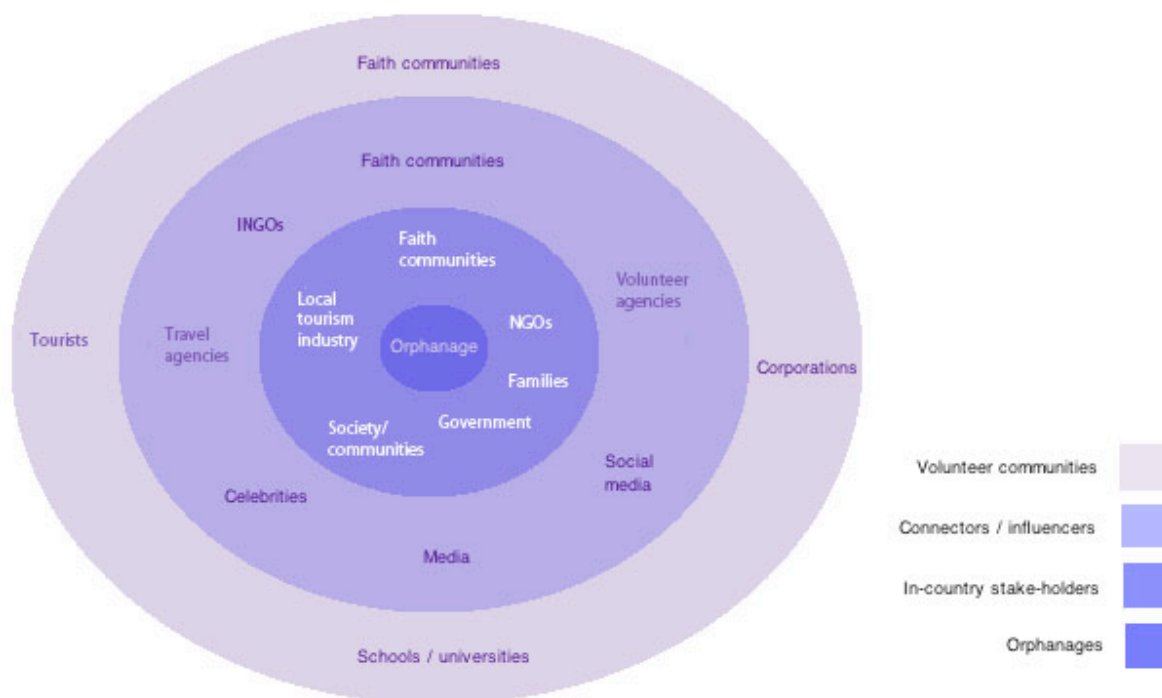 Faith communities
Faith communities
INGOs
Faith
communities
Volunteer
agencies
Local
tourism
industry
NGOs
Orphanage
Tourists
Travel
agencies
Corporations
Families
Government
Society/
communities
Social
media
Celebrities
Media
Schools / universities
Volunteer communities
Connectors / influencers
In-country stake-holders
Orphanages